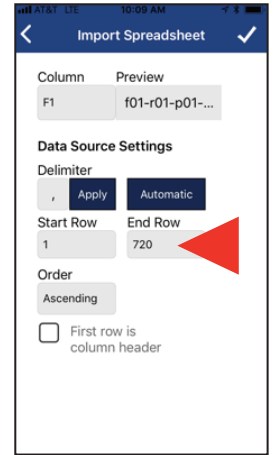 AT&T LTE 10:09 AM
Import Spreadsheet
Column Preview
F1 f01-r01-p01-...
Data Source Settings
Delimiter
, Apply Automatic
Start Row End Row
1 720
Order
Ascending
First row is
column header